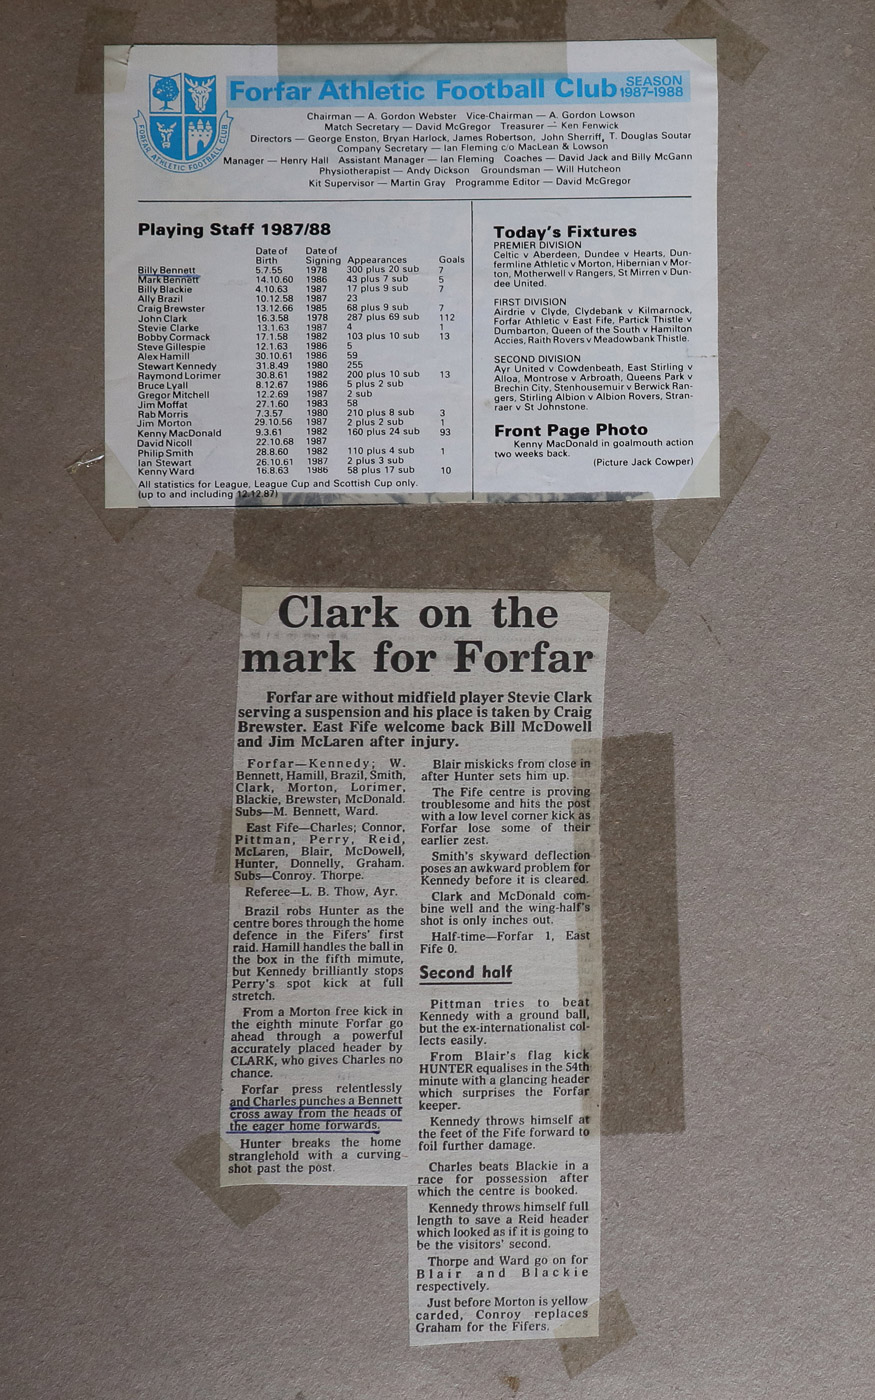 Forfar Athletic Football Club SEASON 1987-1988
FORFAR ATHLETIC FOOTBALL CLUB
Chairman — A. Gordon Webster Vice-Chairman — A. Gordon Lowson
Match Secretary — David McGregor Treasurer — Ken Fenwick
Directors — George Enston, Bryan Harlock, James Robertson, John Sherriff, T. Douglas Soutar
Company Secretary — Ian Fleming c/o MacLean & Lowson
Manager — Henry Hall Assistant Manager — Ian Fleming Coaches — David Jack and Billy McGann
Physiotherapist — Andy Dickson Groundsman — Will Hutcheon
Kit Supervisor — Martin Gray Programme Editor — David McGregor
Playing Staff 1987/88
Date of Date of
Birth Signing Appearances Goals
Billy Bennett 5.7.55 1978 300 plus 20 sub 7
Mark Bennett 14.10.60 1986 43 plus 7 sub 5
Billy Blackie 4.10.63 1987 17 plus 9 sub 7
Ally Brazil 10.12.58 1987 23
Craig Brewster 13.12.66 1985 68 plus 9 sub 7
John Clark 16.3.58 1978 287 plus 69 sub 112
Stevie Clarke 13.1.63 1987 4 1
Bobby Cormack 17.1.58 1982 103 plus 10 sub 13
Steve Gillespie 12.1.63 1986 5
Alex Hamill 30.10.61 1986 59
Stewart Kennedy 31.8.49 1980 255
Raymond Lorimer 30.8.61 1982 200 plus 10 sub 13
Bruce Lyall 8.12.67 1986 5 plus 2 sub
Gregor Mitchell 12.2.69 1987 2 sub
Jim Moffat 27.1.60 1983 58
Rab Morris 7.3.57 1980 210 plus 8 sub 3
Jim Morton 29.10.56 1987 2 plus 2 sub 1
Kenny MacDonald 9.3.61 1982 160 plus 24 sub 93
David Nicoll 22.10.68 1987
Philip Smith 28.8.60 1982 110 plus 4 sub 1
Ian Stewart 26.10.61 1987 2 plus 3 sub
Kenny Ward 16.8.63 1986 58 plus 17 sub 10
All statistics for League, League Cup and Scottish Cup only.
(up to and including 12.12.87)
Today's Fixtures
PREMIER DIVISION
Celtic v Aberdeen, Dundee v Hearts, Dun-
fermline Athletic v Morton, Hibernian v Mor-
ton, Motherwell v Rangers, St Mirren v Dun-
dee United.
FIRST DIVISION
Airdrie v Clyde, Clydebank v Kilmarnock,
Forfar Athletic v East Fife, Partick Thistle v
Dumbarton, Queen of the South v Hamilton
Accies, Raith Rovers v Meadowbank Thistle.
SECOND DIVISION
Ayr United v Cowdenbeath, East Stirling v
Alloa, Montrose v Arbroath, Queens Park v
Brechin City, Stenhousemuir v Berwick Ran-
gers, Stirling Albion v Albion Rovers, Stran-
raer v St Johnstone.
Front Page Photo
Kenny MacDonald in goalmouth action
two weeks back.
(Picture Jack Cowper)
Clark on the
mark for Forfar
Forfar are without midfield player Stevie Clark
serving a suspension and his place is taken by Craig
Brewster. East Fife welcome back Bill McDowell
and Jim McLaren after injury.
Forfar—Kennedy; W.
Bennett, Hamill, Brazil, Smith,
Clark, Morton, Lorimer,
Blackie, Brewster, McDonald.
Subs—M. Bennett, Ward.
East Fife—Charles; Connor,
Pittman, Perry, Reid,
McLaren, Blair, McDowell,
Hunter, Donnelly, Graham.
Subs—Conroy. Thorpe.
Referee—L. B. Thow, Ayr.
Brazil robs Hunter as the
centre bores through the home
defence in the Fifers' first
raid. Hamill handles the ball in
the box in the fifth mimute,
but Kennedy brilliantly stops
Perry's spot kick at full
stretch.
From a Morton free kick in
the eighth minute Forfar go
ahead through a powerful
accurately placed header by
CLARK, who gives Charles no
chance.
Forfar press relentlessly
and Charles punches a Bennett
cross away from the heads of
the eager home forwards.
Hunter breaks the home
stranglehold with a curving
shot past the post.
Blair miskicks from close in
after Hunter sets him up.
The Fife centre is proving
troublesome and hits the post
with a low level corner kick as
Forfar lose some of their
earlier zest.
Smith's skyward deflection
poses an awkward problem for
Kennedy before it is cleared.
Clark and McDonald com-
bine well and the wing-half's
shot is only inches out.
Half-time—Forfar 1, East
Fife 0.
Second half
Pittman tries to beat
Kennedy with a ground ball,
but the ex-internationalist col-
lects easily.
From Blair's flag kick
HUNTER equalises in the 54th
minute with a glancing header
which surprises the Forfar
keeper.
Kennedy throws himself at
the feet of the Fife forward to
foil further damage.
Charles beats Blackie in a
race for possession after
which the centre is booked.
Kennedy throws himself full
length to save a Reid header
which looked as if it is going to
be the visitors' second.
Thorpe and Ward go on for
Blair and Blackie
respectively.
Just before Morton is yellow
carded, Conroy replaces
Graham for the Fifers.